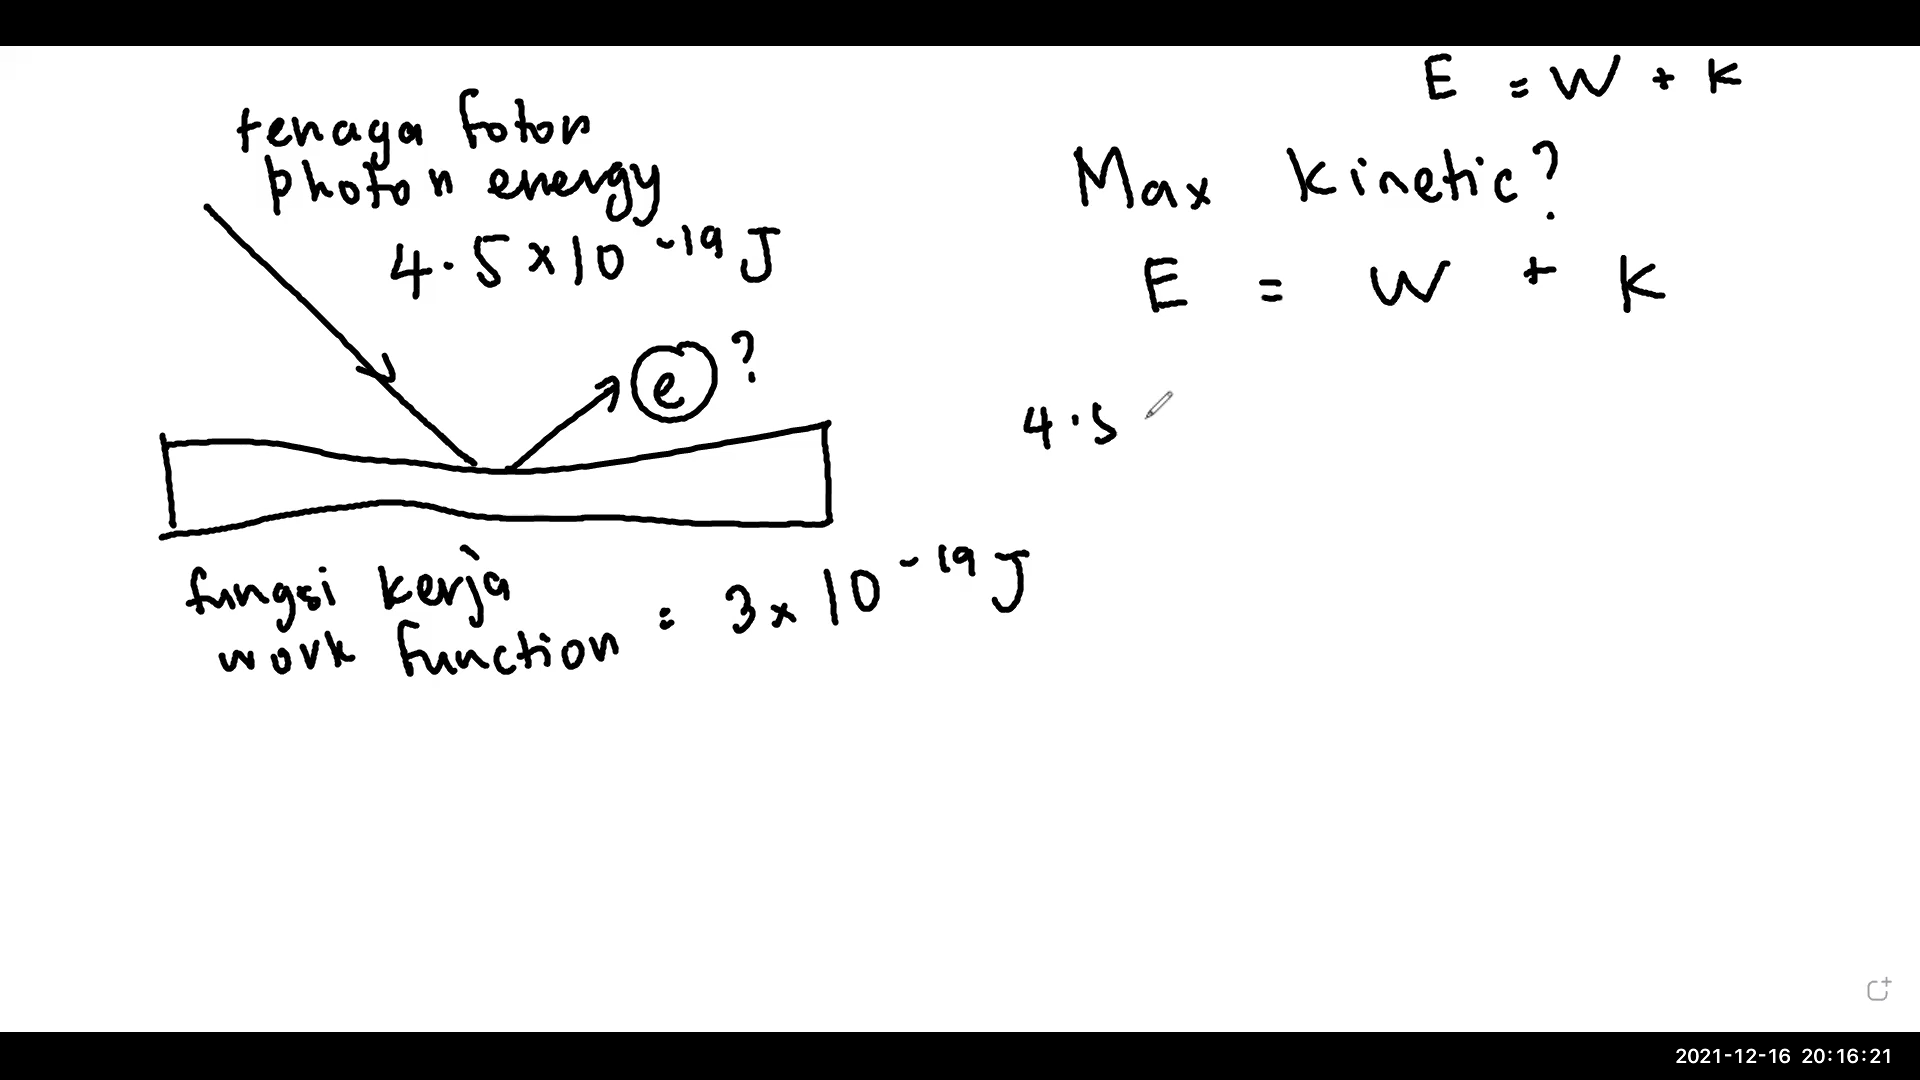 tenaga foton
photon energy
4.5 x 10⁻¹⁹ J
e ?
fungsi kerja
work function = 3 x 10⁻¹⁹ J
E = W + K
Max kinetic?
E = W + K
4.5
2021-12-16 20:16:21